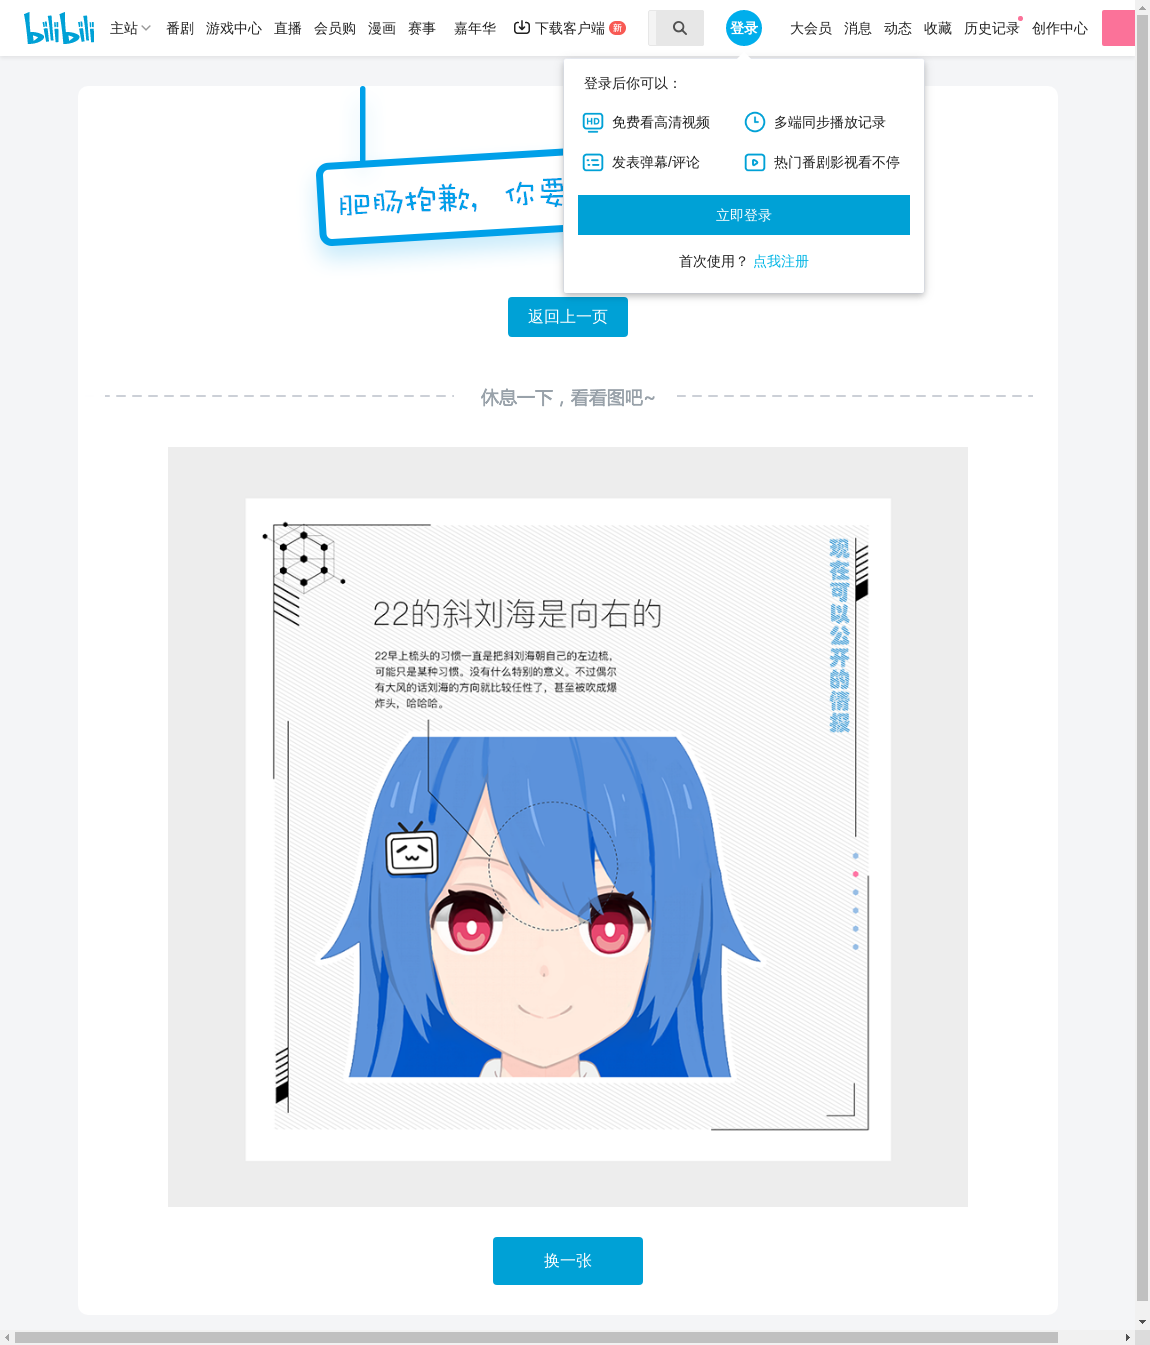 bilibili
主站 番剧 游戏中心 直播 会员购 漫画 赛事 嘉年华 下载客户端 新 登录 大会员 消息 动态 收藏 历史记录 创作中心
登录后你可以：
HD 免费看高清视频 多端同步播放记录
发表弹幕/评论 热门番剧影视看不停
立即登录
首次使用？ 点我注册
肥肠抱歉, 你要
返回上一页
休息一下，看看图吧~
现在可以公开的情报
22的斜刘海是向右的
22早上梳头的习惯一直是把斜刘海朝自己的左边梳，
可能只是某种习惯。没有什么特别的意义。不过偶尔
有大风的话刘海的方向就比较任性了，甚至被吹成爆
炸头，哈哈哈。
换一张